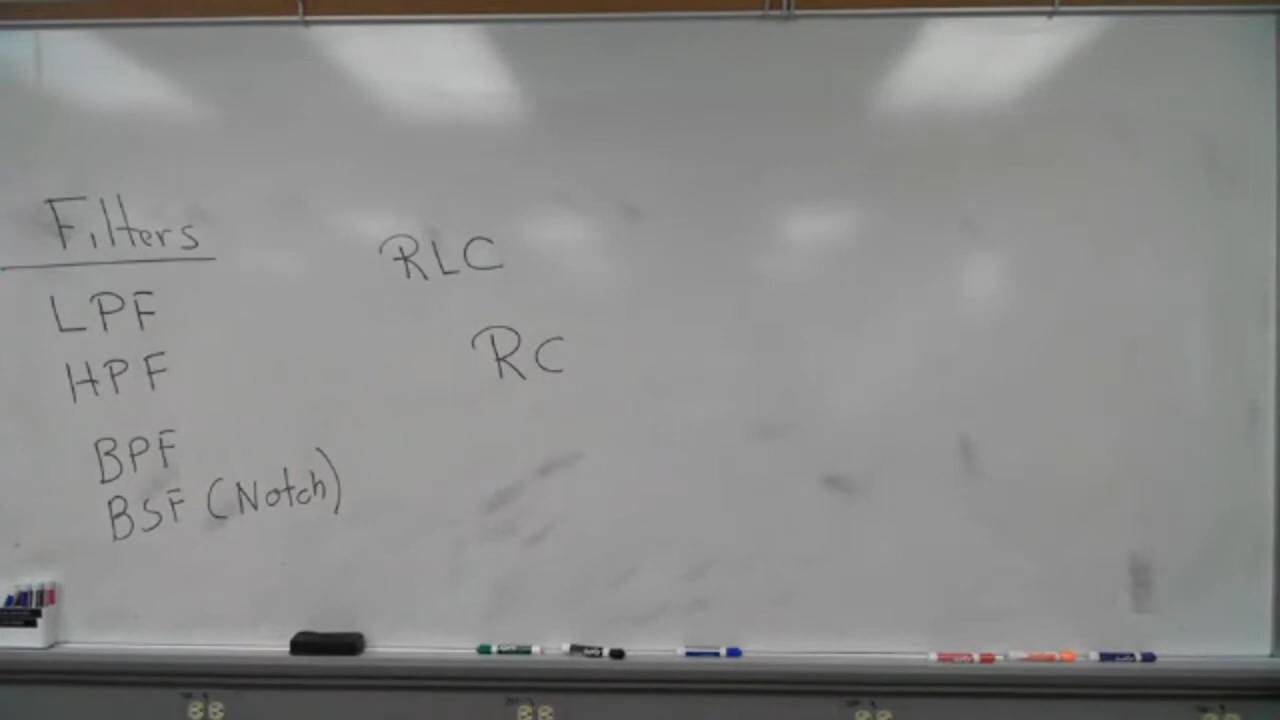 Filters
LPF
HPF
BPF
BSF (Notch)
RLC
RC